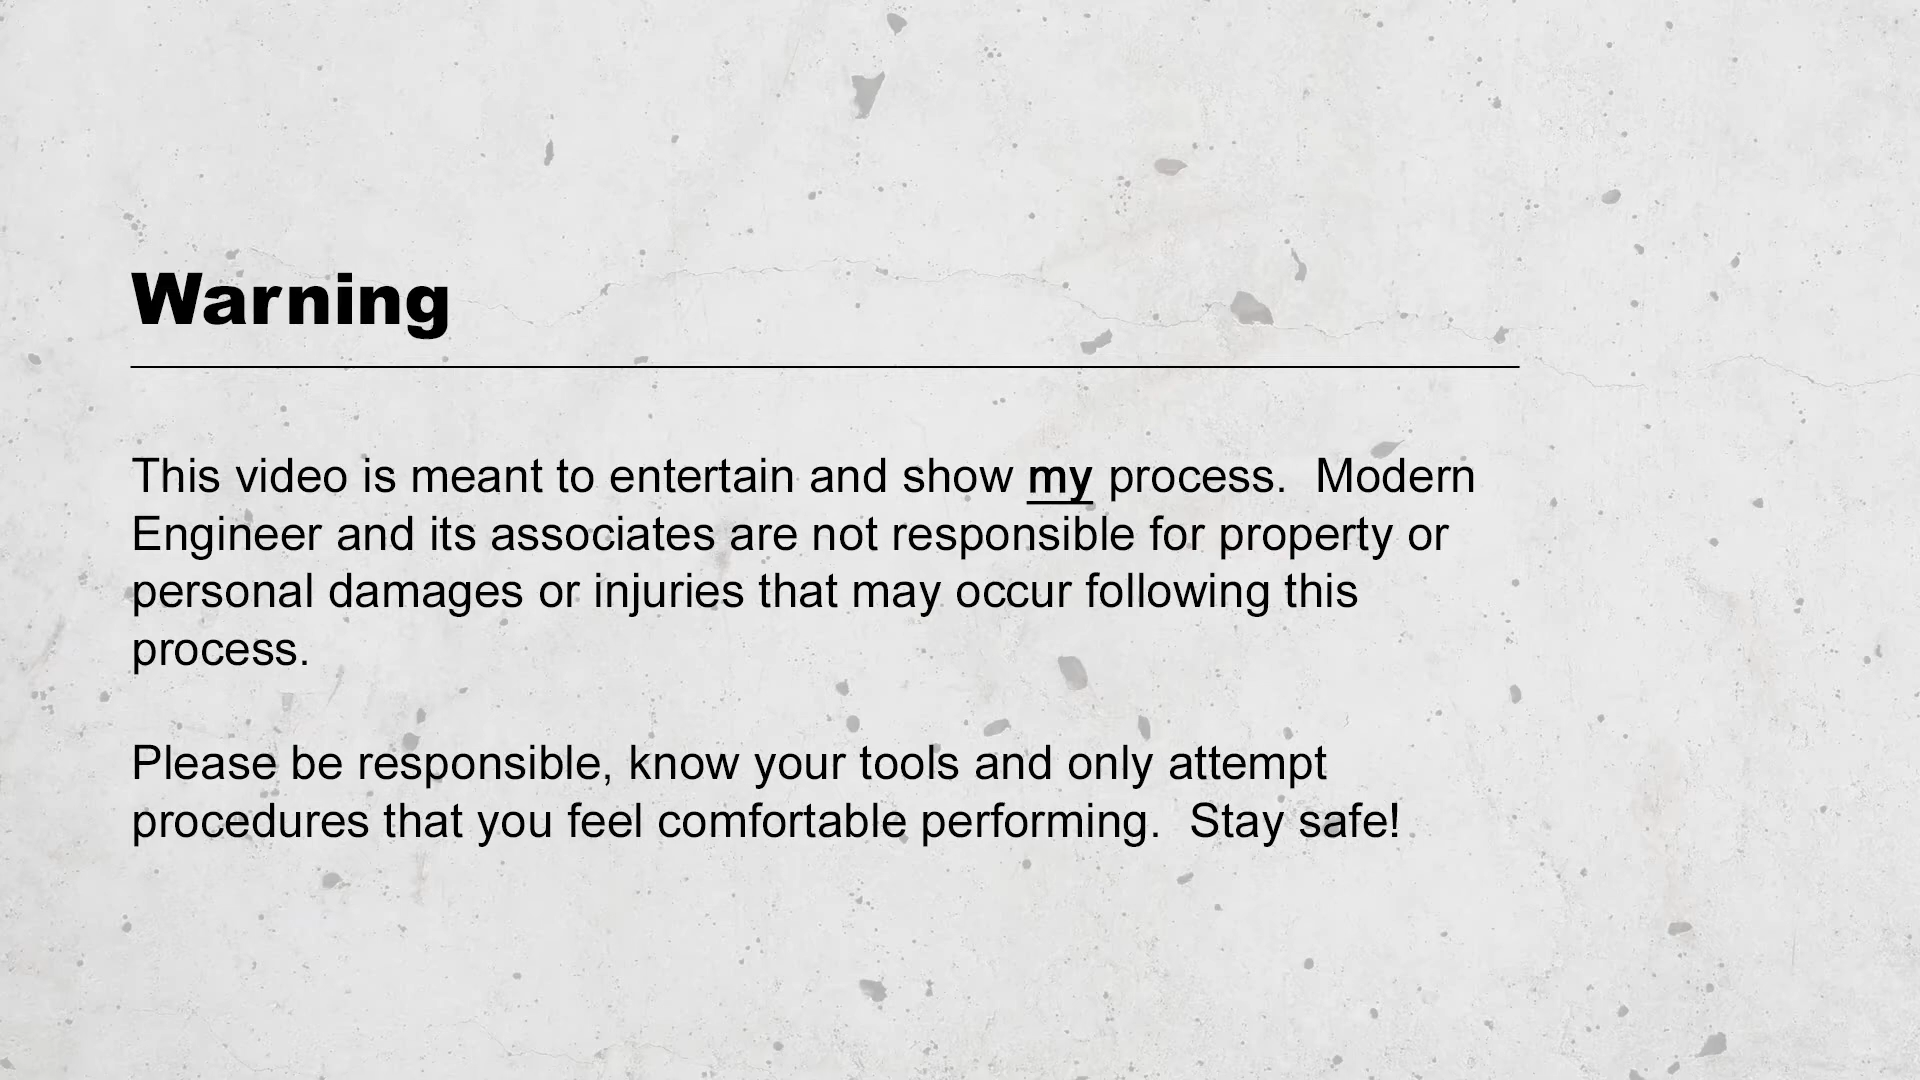 Warning
This video is meant to entertain and show my process.  Modern
Engineer and its associates are not responsible for property or
personal damages or injuries that may occur following this
process.
Please be responsible, know your tools and only attempt
procedures that you feel comfortable performing.  Stay safe!